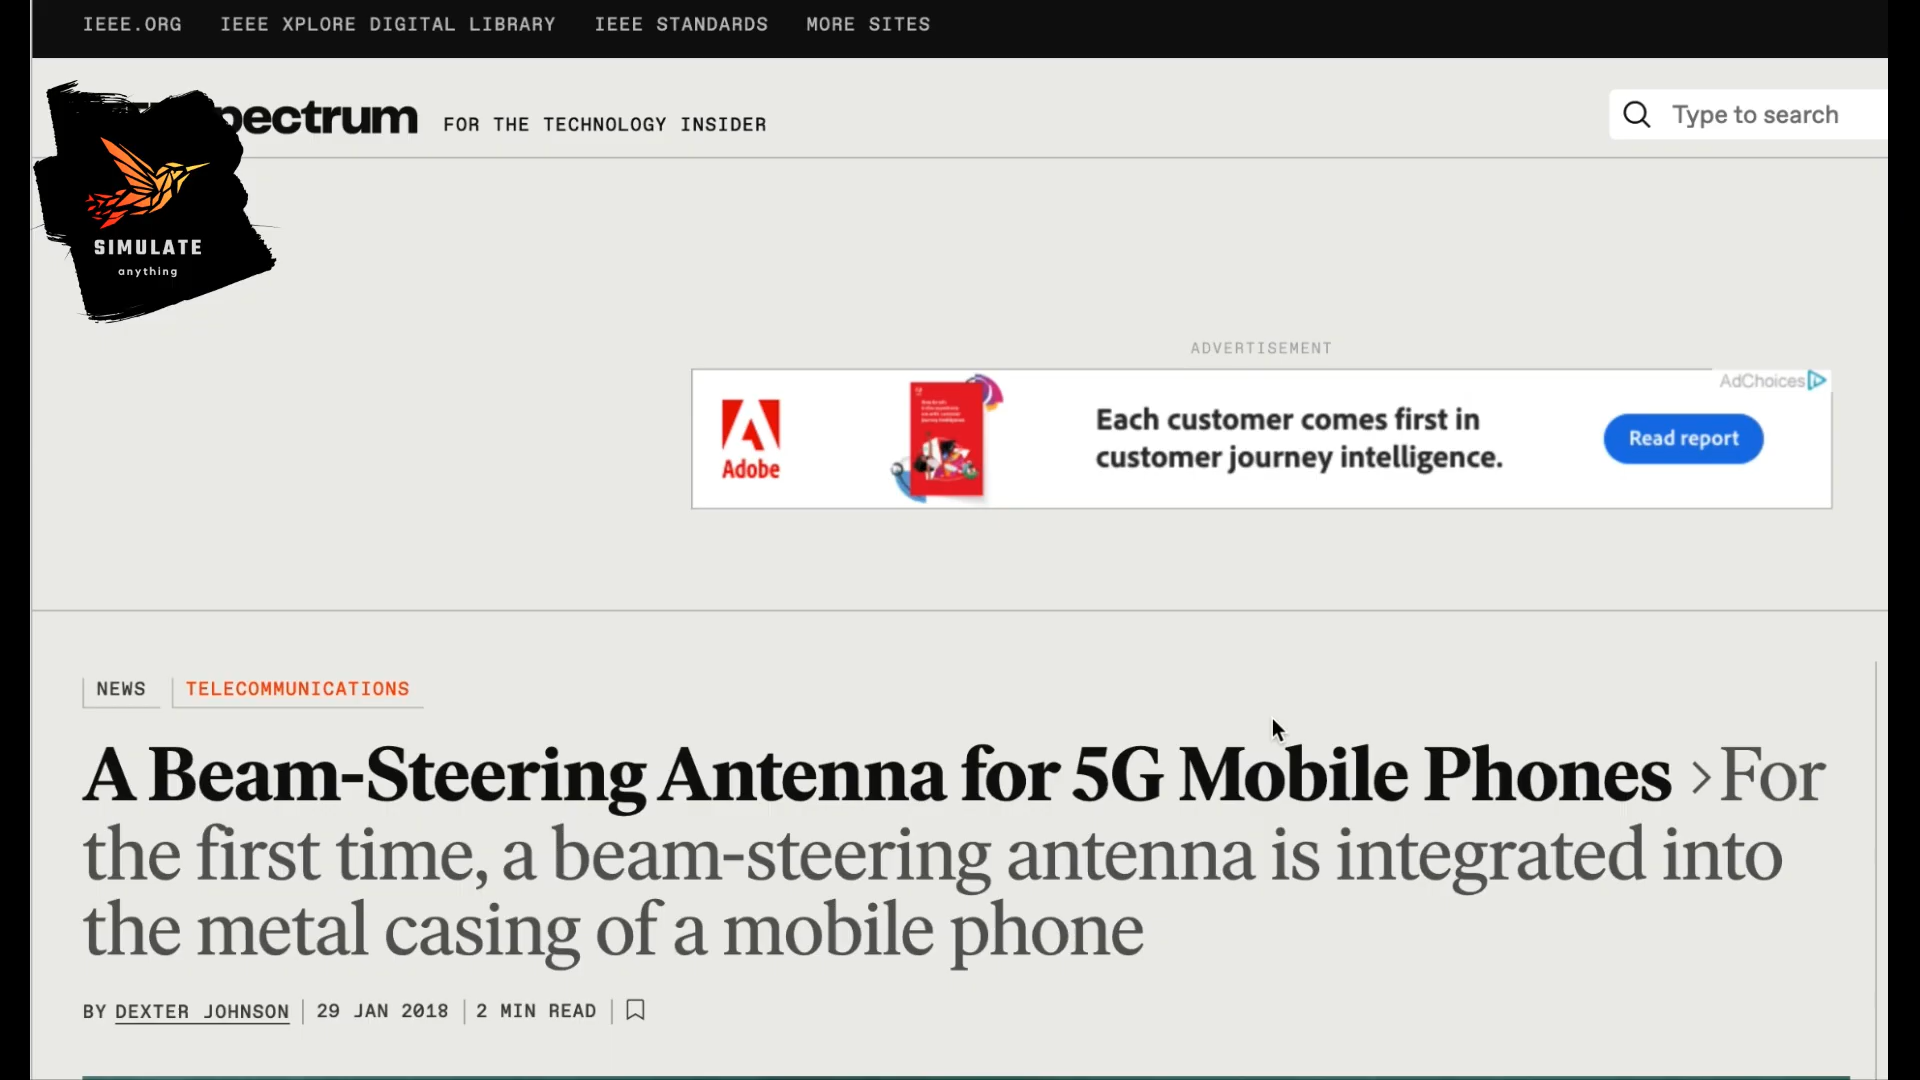 IEEE.ORG IEEE XPLORE DIGITAL LIBRARY IEEE STANDARDS MORE SITES
pectrum FOR THE TECHNOLOGY INSIDER
Type to search
SIMULATE
anything
ADVERTISEMENT
AdChoices
Adobe
Each customer comes first in
customer journey intelligence.
Read report
NEWS TELECOMMUNICATIONS
A Beam-Steering Antenna for 5G Mobile Phones >For
the first time, a beam-steering antenna is integrated into
the metal casing of a mobile phone
BY DEXTER JOHNSON 29 JAN 2018 2 MIN READ